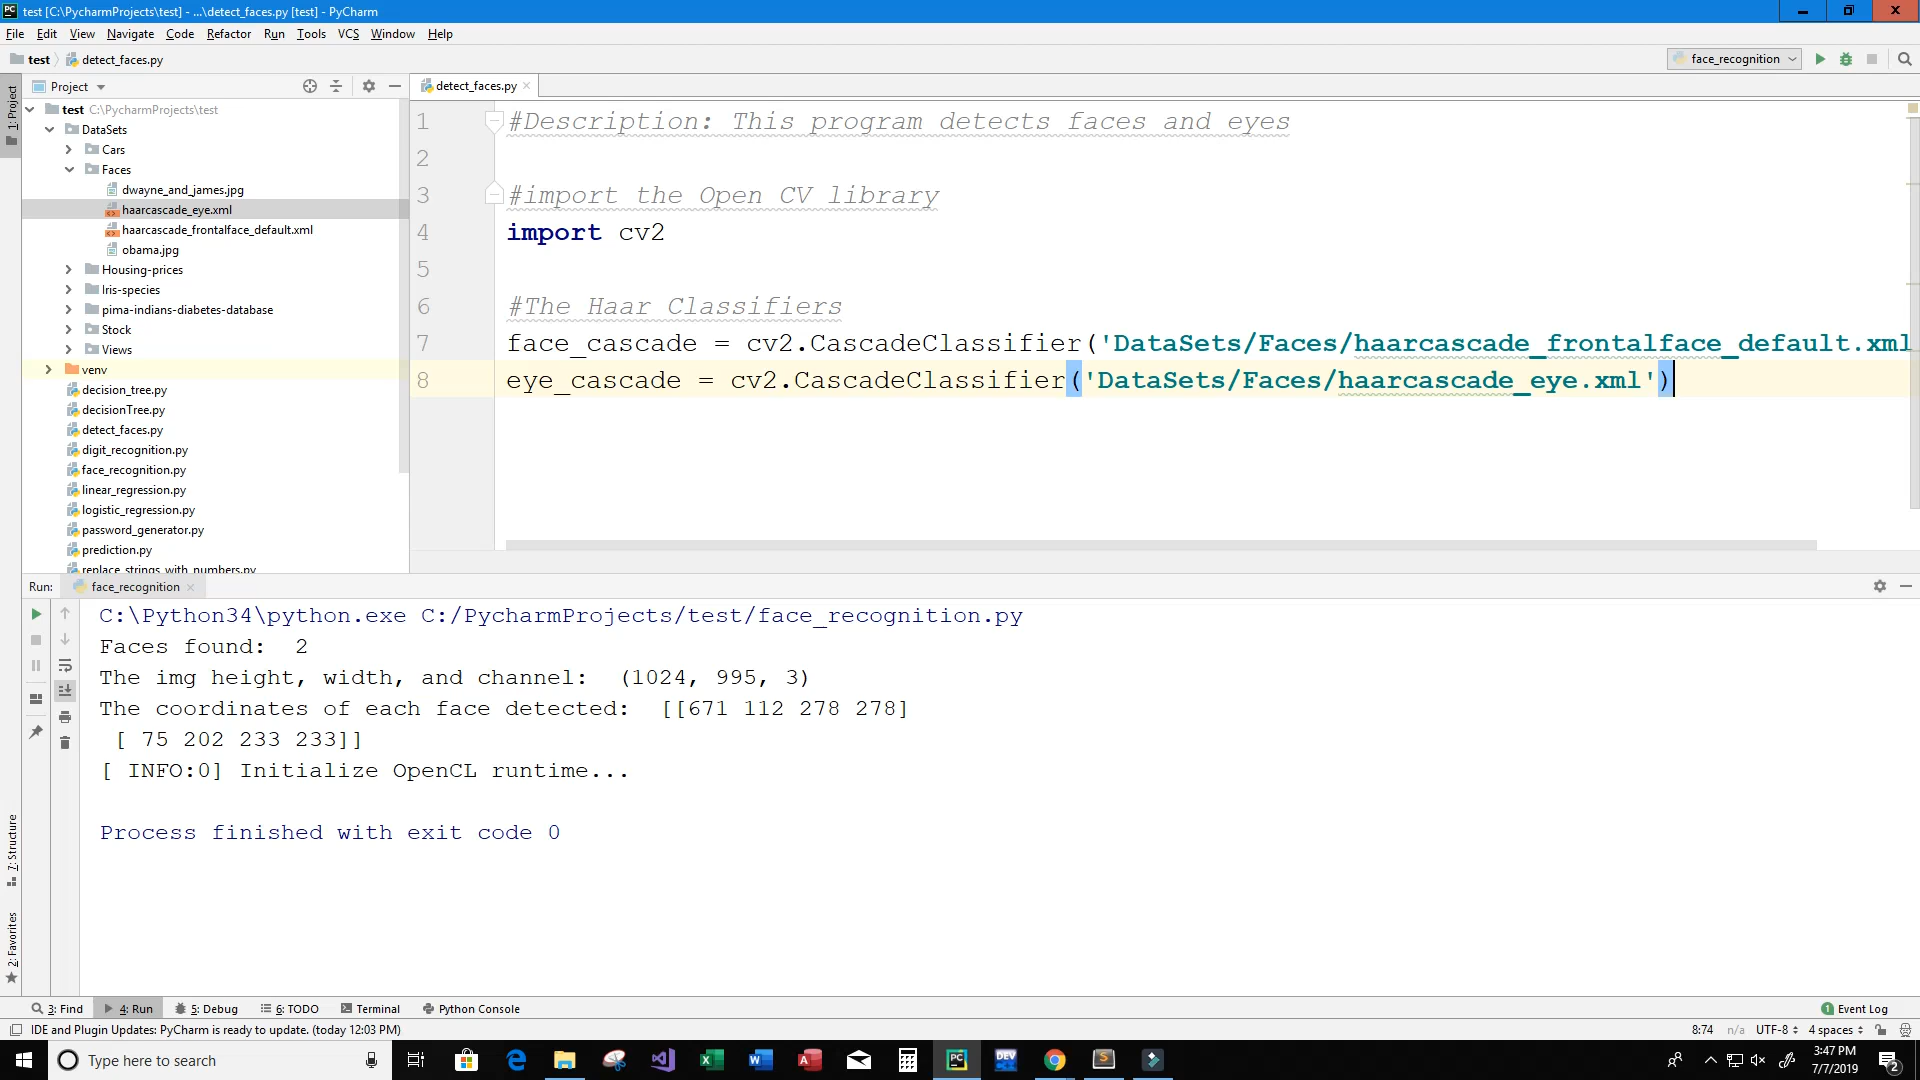 test [C:\PycharmProjects\test] - ...\detect_faces.py [test] - PyCharm
File Edit View Navigate Code Refactor Run Tools VCS Window Help
test detect_faces.py face_recognition
Project detect_faces.py
1: Project
test C:\PycharmProjects\test
DataSets
Cars
Faces
dwayne_and_james.jpg
haarcascade_eye.xml
haarcascade_frontalface_default.xml
obama.jpg
Housing-prices
Iris-species
pima-indians-diabetes-database
Stock
Views
venv
decision_tree.py
decisionTree.py
detect_faces.py
digit_recognition.py
face_recognition.py
linear_regression.py
logistic_regression.py
password_generator.py
prediction.py
replace_strings_with_numbers.py
1 #Description: This program detects faces and eyes
2
3 #import the Open CV library
4 import cv2
5
6 #The Haar Classifiers
7 face_cascade = cv2.CascadeClassifier('DataSets/Faces/haarcascade_frontalface_default.xml
8 eye_cascade = cv2.CascadeClassifier('DataSets/Faces/haarcascade_eye.xml')
Run: face_recognition
C:\Python34\python.exe C:/PycharmProjects/test/face_recognition.py
Faces found:  2
The img height, width, and channel:  (1024, 995, 3)
The coordinates of each face detected:  [[671 112 278 278]
[ 75 202 233 233]]
[ INFO:0] Initialize OpenCL runtime...
Process finished with exit code 0
7: Structure
2: Favorites
3: Find 4: Run 5: Debug 6: TODO Terminal Python Console 1 Event Log
IDE and Plugin Updates: PyCharm is ready to update. (today 12:03 PM) 8:74 n/a UTF-8 4 spaces
Type here to search
3:47 PM
7/7/2019
2